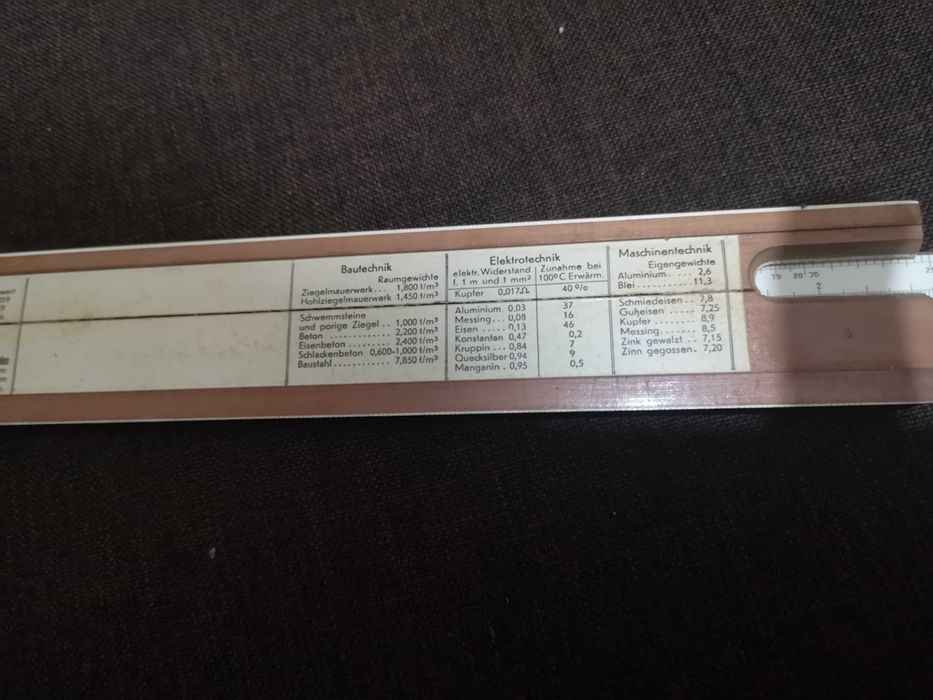 Bautechnik
Raumgewichte
Ziegelmauerwerk... 1,800 t/m³
Hohlziegelmauerwerk 1,450 t/m³
Schwemmsteine
und porige Ziegel.. 1,000 t/m³
Beton ............ 2,200 t/m³
Eisenbeton .......... 2,400 t/m³
Schlackenbeton 0,600-1,000 t/m³
Baustahl ............ 7,850 t/m³
Elektrotechnik
elektr. Widerstand Zunahme bei
f. 1 m und 1 mm² 100°C Erwärm.
Kupfer 0,017Ω 40 %
Aluminium 0,03 37
Messing... 0,08 16
Eisen .... 0,13 46
Konstantan 0,47 0,2
Kruppin .. 0,84 7
Quecksilber 0,94 9
Manganin . 0,95 0,5
Maschinentechnik
Eigengewichte
Aluminium..... 2,6
Blei .......... 11,3
Schmiedeisen .. 7,8
Gußeisen ..... 7,25
Kupfer ....... 8,9
Messing....... 8,5
Zink gewalzt .. 7,15
Zinn gegossen. 7,20
19 20 70
2